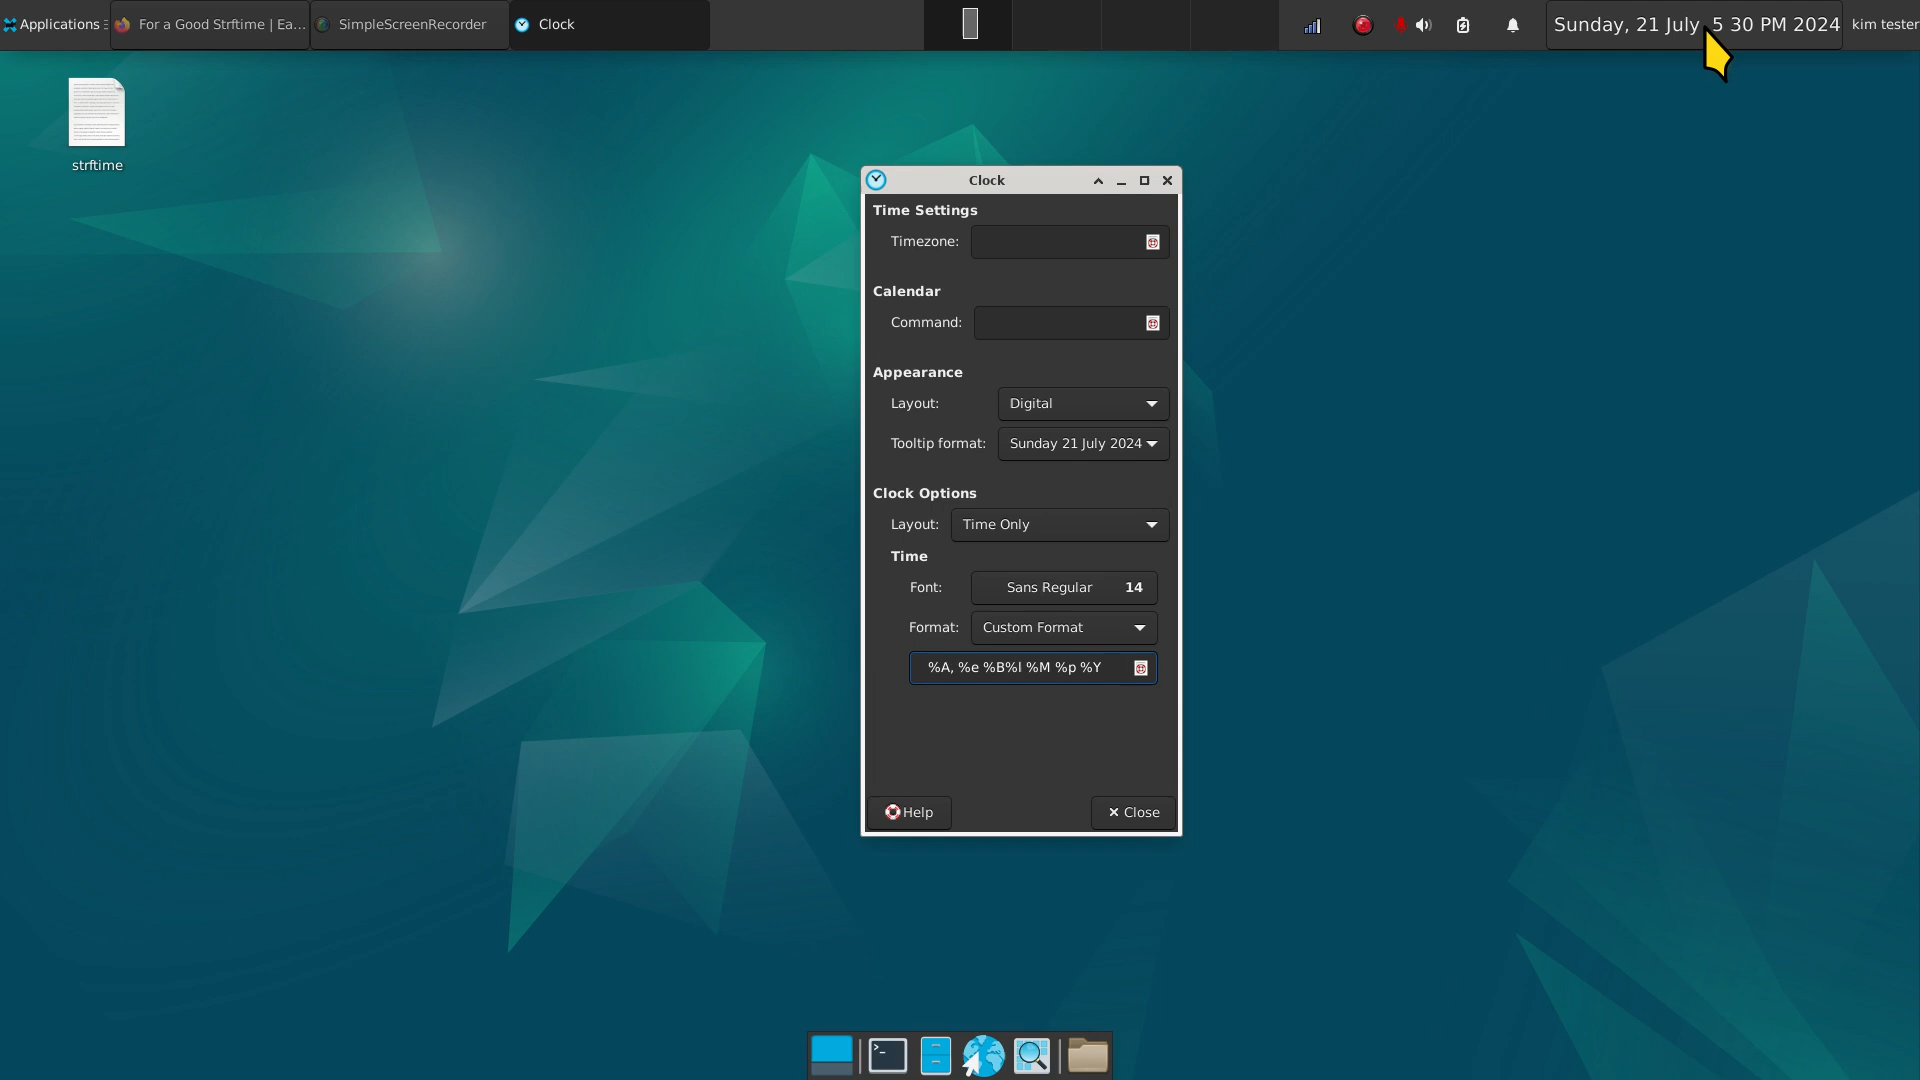 Applications
For a Good Strftime | Ea...
SimpleScreenRecorder
Clock
Sunday, 21 July 5 30 PM 2024
kim tester
strftime
Clock
Time Settings
Timezone:
Calendar
Command:
Appearance
Layout: Digital
Tooltip format: Sunday 21 July 2024
Clock Options
Layout: Time Only
Time
Font: Sans Regular 14
Format: Custom Format
%A, %e %B%l %M %p %Y
Help
Close